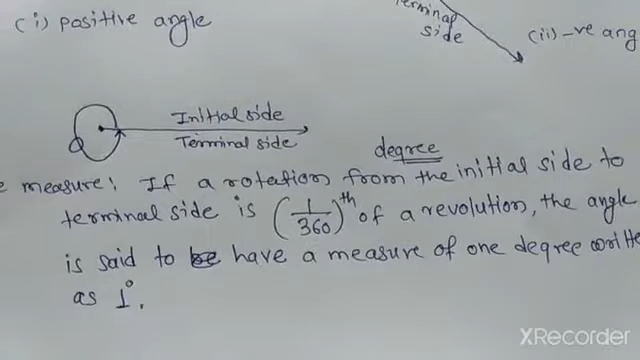 (i) positive angle
Terminal
side
(ii) -ve ang
Initial side
Terminal side
degree
e measure: If a rotation from the initial side to
terminal side is (1/360)th of a revolution, the angle
is said to have a measure of one degree writte
as 1°.
XRecorder